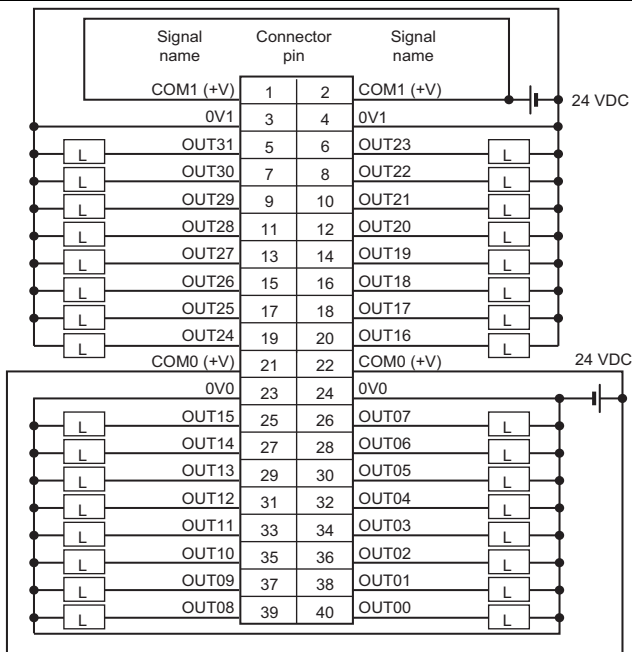 Signal name Connector pin Signal name
COM1 (+V) 1 2 COM1 (+V)
24 VDC
0V1 3 4 0V1
L OUT31 5 6 OUT23 L
L OUT30 7 8 OUT22 L
L OUT29 9 10 OUT21 L
L OUT28 11 12 OUT20 L
L OUT27 13 14 OUT19 L
L OUT26 15 16 OUT18 L
L OUT25 17 18 OUT17 L
L OUT24 19 20 OUT16 L
COM0 (+V) 21 22 COM0 (+V) 24 VDC
0V0 23 24 0V0
L OUT15 25 26 OUT07 L
L OUT14 27 28 OUT06 L
L OUT13 29 30 OUT05 L
L OUT12 31 32 OUT04 L
L OUT11 33 34 OUT03 L
L OUT10 35 36 OUT02 L
L OUT09 37 38 OUT01 L
L OUT08 39 40 OUT00 L